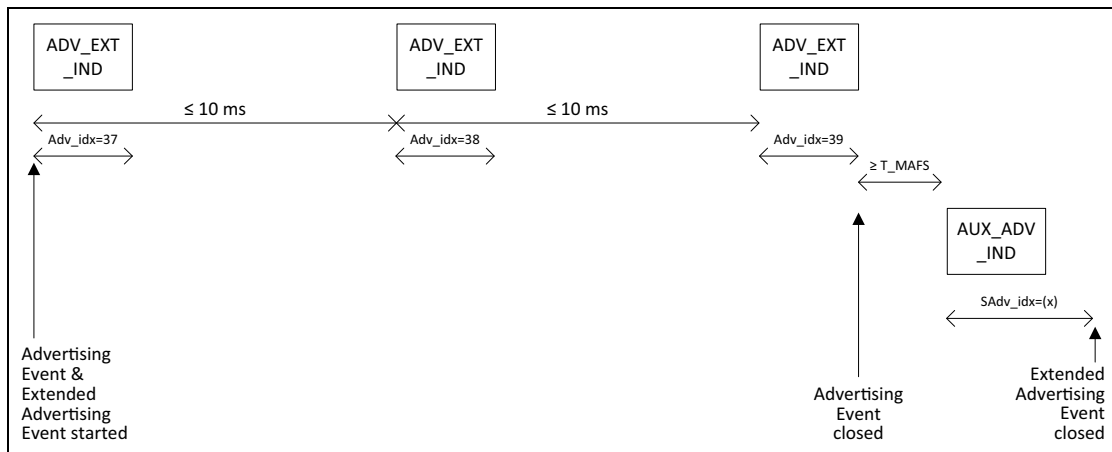 ADV_EXT
_IND
ADV_EXT
_IND
ADV_EXT
_IND
≤ 10 ms
≤ 10 ms
Adv_idx=37
Adv_idx=38
Adv_idx=39
≥ T_MAFS
AUX_ADV
_IND
SAdv_idx=(x)
Advertising
Event &
Extended
Advertising
Event started
Advertising
Event
closed
Extended
Advertising
Event
closed